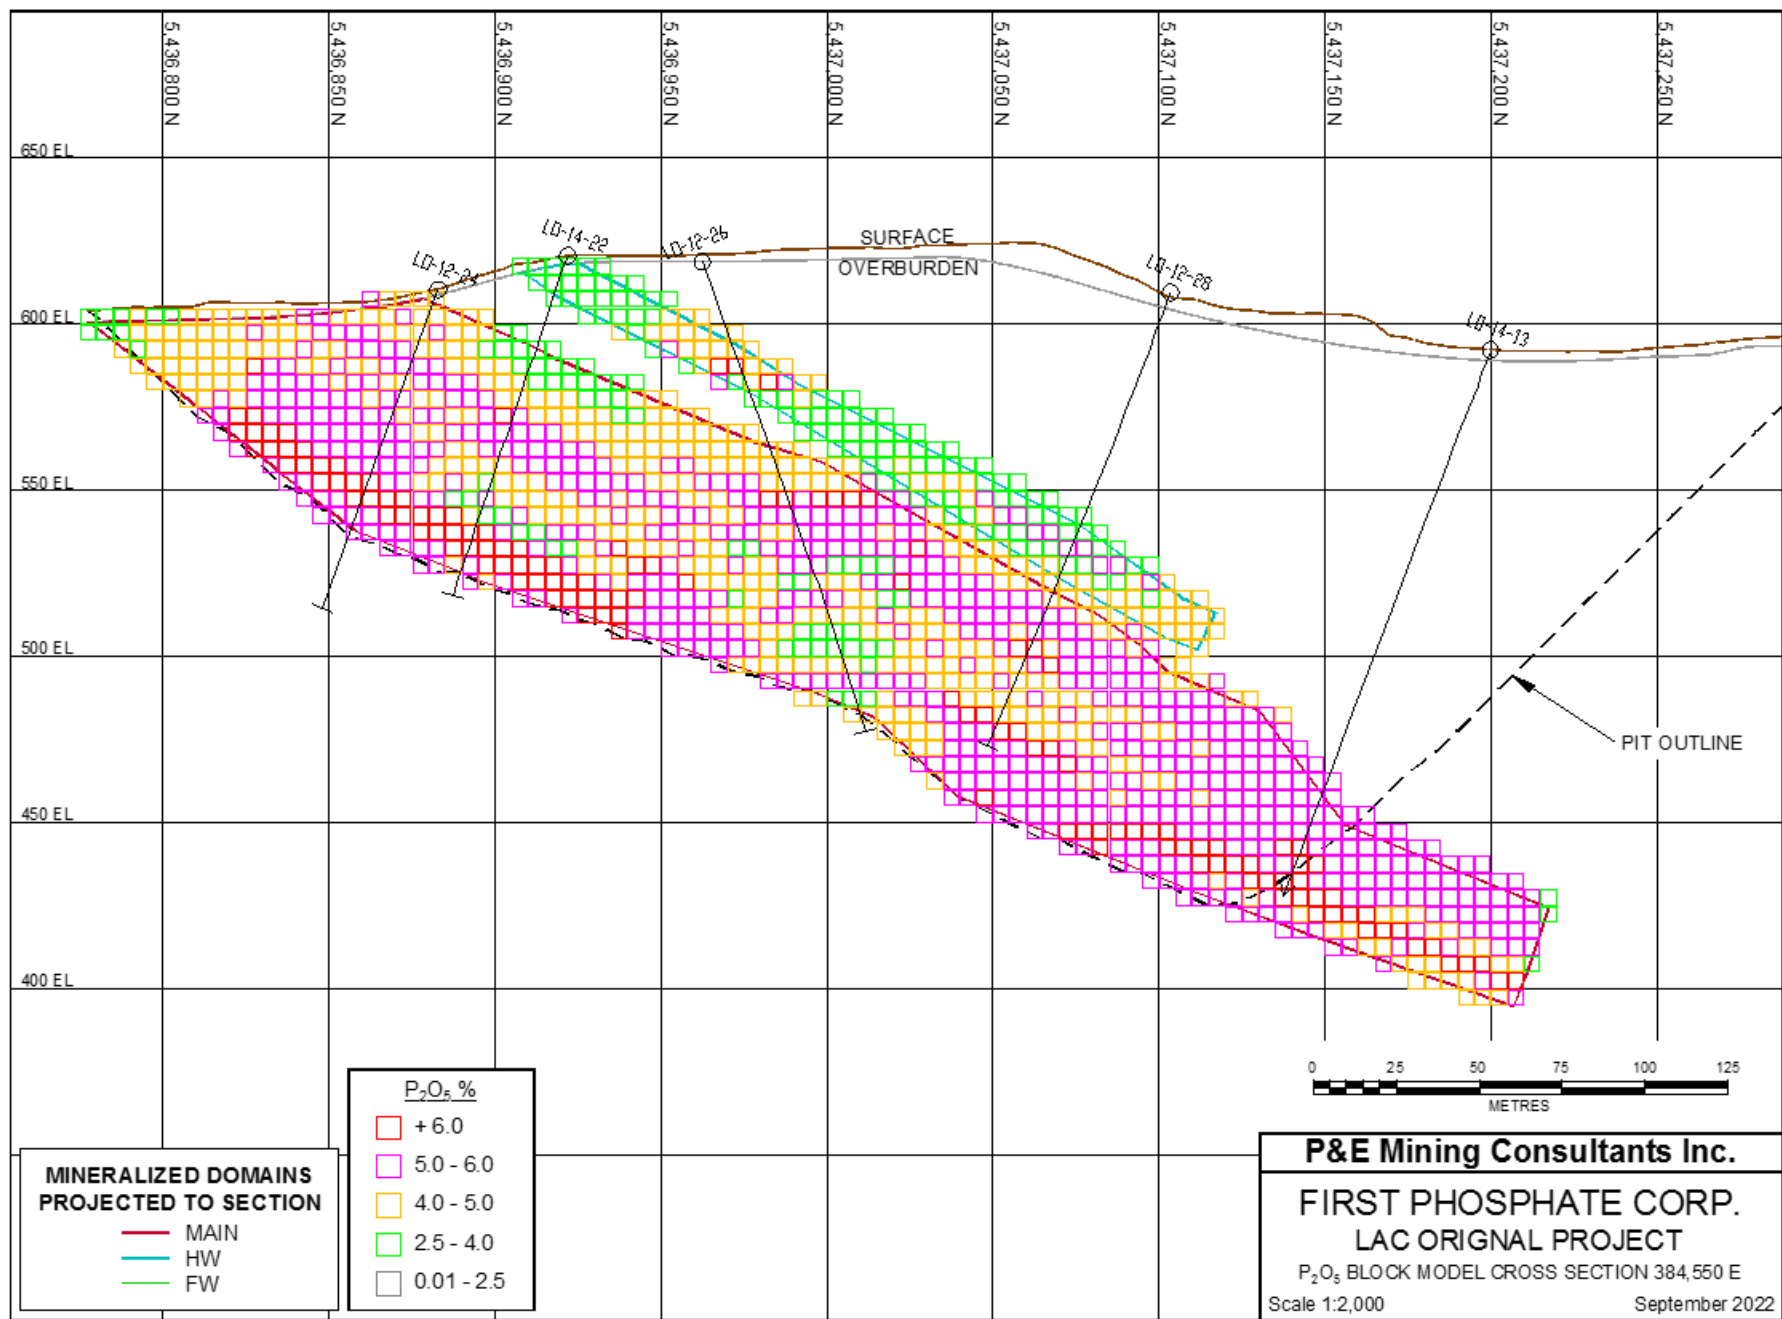 5,436,800 N
5,436,850 N
5,436,900 N
5,436,950 N
5,437,000 N
5,437,050 N
5,437,100 N
5,437,150 N
5,437,200 N
5,437,250 N
650 EL
600 EL
550 EL
500 EL
450 EL
400 EL
LO-12-24
LO-14-22
LO-12-26
LO-12-28
LO-14-13
SURFACE
OVERBURDEN
PIT OUTLINE
0 25 50 75 100 125
METRES
MINERALIZED DOMAINS
PROJECTED TO SECTION
MAIN
HW
FW
P₂O₅ %
+ 6.0
5.0 - 6.0
4.0 - 5.0
2.5 - 4.0
0.01 - 2.5
P&E Mining Consultants Inc.
FIRST PHOSPHATE CORP.
LAC ORIGNAL PROJECT
P₂O₅ BLOCK MODEL CROSS SECTION 384,550 E
Scale 1:2,000 September 2022